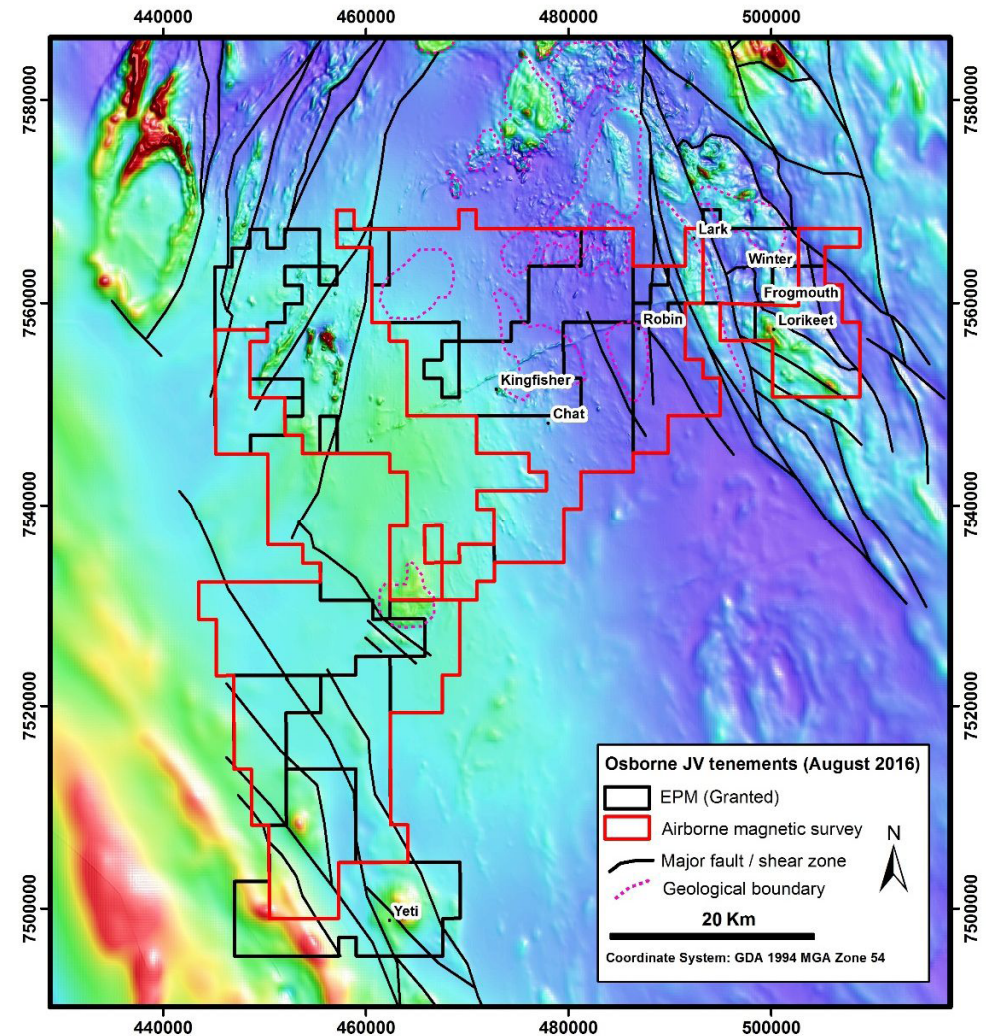 440000 460000 480000 500000
7580000 7580000
Lark
Winter
7560000 7560000
Frogmouth
Robin
Lorikeet
Kingfisher
Chat
7540000 7540000
7520000 7520000
Osborne JV tenements (August 2016)
EPM (Granted)
Airborne magnetic survey
N
Major fault / shear zone
Geological boundary
20 Km
Coordinate System: GDA 1994 MGA Zone 54
Yeti
7500000 7500000
440000 460000 480000 500000